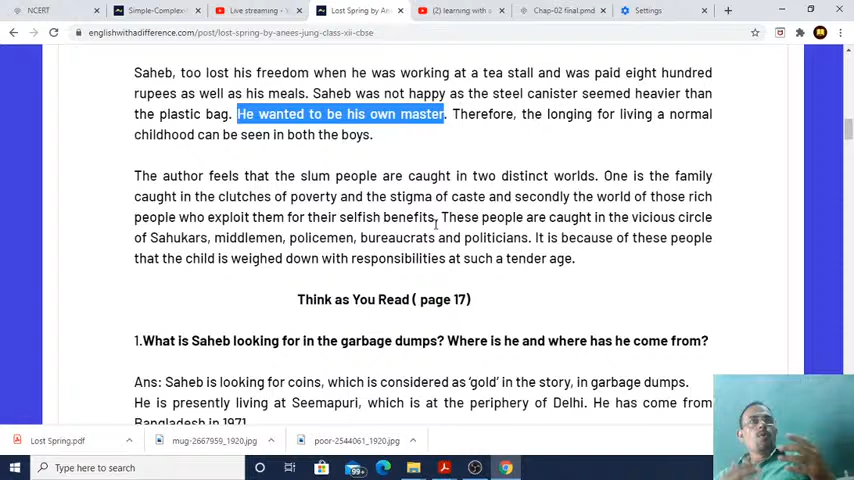 NCERT
Simple-Complex-
Live streaming - Y
Lost Spring by Anees
(2) learning with s
Chap-02 final.pmd
Settings
englishwithadifference.com/post/lost-spring-by-anees-jung-class-xii-cbse
Saheb, too lost his freedom when he was working at a tea stall and was paid eight hundred
rupees as well as his meals. Saheb was not happy as the steel canister seemed heavier than
the plastic bag. He wanted to be his own master. Therefore, the longing for living a normal
childhood can be seen in both the boys.
The author feels that the slum people are caught in two distinct worlds. One is the family
caught in the clutches of poverty and the stigma of caste and secondly the world of those rich
people who exploit them for their selfish benefits. These people are caught in the vicious circle
of Sahukars, middlemen, policemen, bureaucrats and politicians. It is because of these people
that the child is weighed down with responsibilities at such a tender age.
Think as You Read ( page 17)
1.What is Saheb looking for in the garbage dumps? Where is he and where has he come from?
Ans: Saheb is looking for coins, which is considered as ‘gold’ in the story, in garbage dumps.
He is presently living at Seemapuri, which is at the periphery of Delhi. He has come from
Bangladesh in 1971.
Lost Spring.pdf
mug-2667959_1920.jpg
poor-2544061_1920.jpg
Type here to search
99+